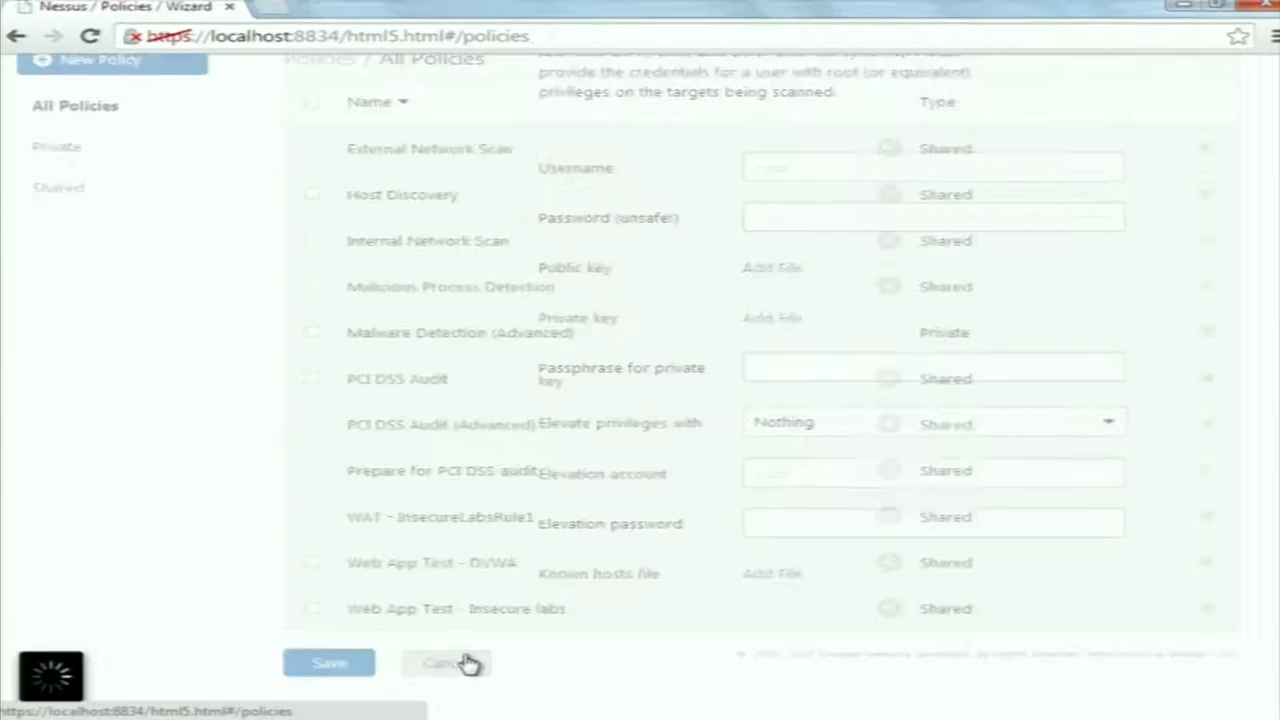 Nessus / Policies / Wizard
https://localhost:8834/html5.html#/policies
New Policy
Policies / All Policies
provide the credentials for a user with root (or equivalent)
privileges on the targets being scanned.
All Policies
Private
Shared
Name
Type
External Network Scan
Shared
Host Discovery
Shared
Internal Network Scan
Shared
Malicious Process Detection
Shared
Malware Detection (Advanced)
Private
PCI DSS Audit
Shared
PCI DSS Audit (Advanced)
Shared
Prepare for PCI DSS audit
Shared
WAT - InsecureLabsRule1
Shared
Web App Test - DVWA
Shared
Web App Test - Insecure labs
Shared
Username
Password (unsafe!)
Public key
Add File
Private key
Add File
Passphrase for private
key
Elevate privileges with
Nothing
Elevation account
Elevation password
Known hosts file
Add File
Save
Cancel
https://localhost:8834/html5.html#/policies